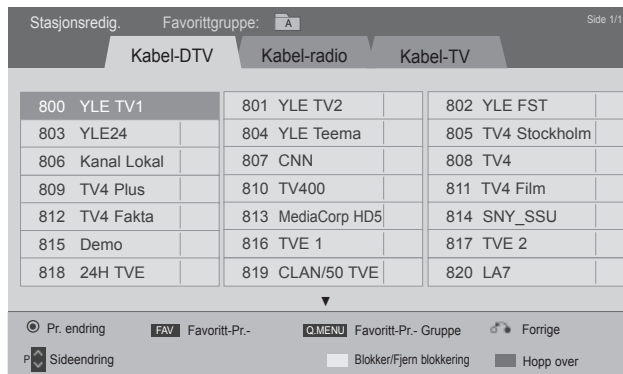 Stasjonsredig. Favorittgruppe: A Side 1/1
Kabel-DTV Kabel-radio Kabel-TV
800 YLE TV1 801 YLE TV2 802 YLE FST
803 YLE24 804 YLE Teema 805 TV4 Stockholm
806 Kanal Lokal 807 CNN 808 TV4
809 TV4 Plus 810 TV400 811 TV4 Film
812 TV4 Fakta 813 MediaCorp HD5 814 SNY_SSU
815 Demo 816 TVE 1 817 TVE 2
818 24H TVE 819 CLAN/50 TVE 820 LA7
Pr. endring FAV Favoritt-Pr.- Q.MENU Favoritt-Pr.- Gruppe Forrige
P Sideendring Blokker/Fjern blokkering Hopp over